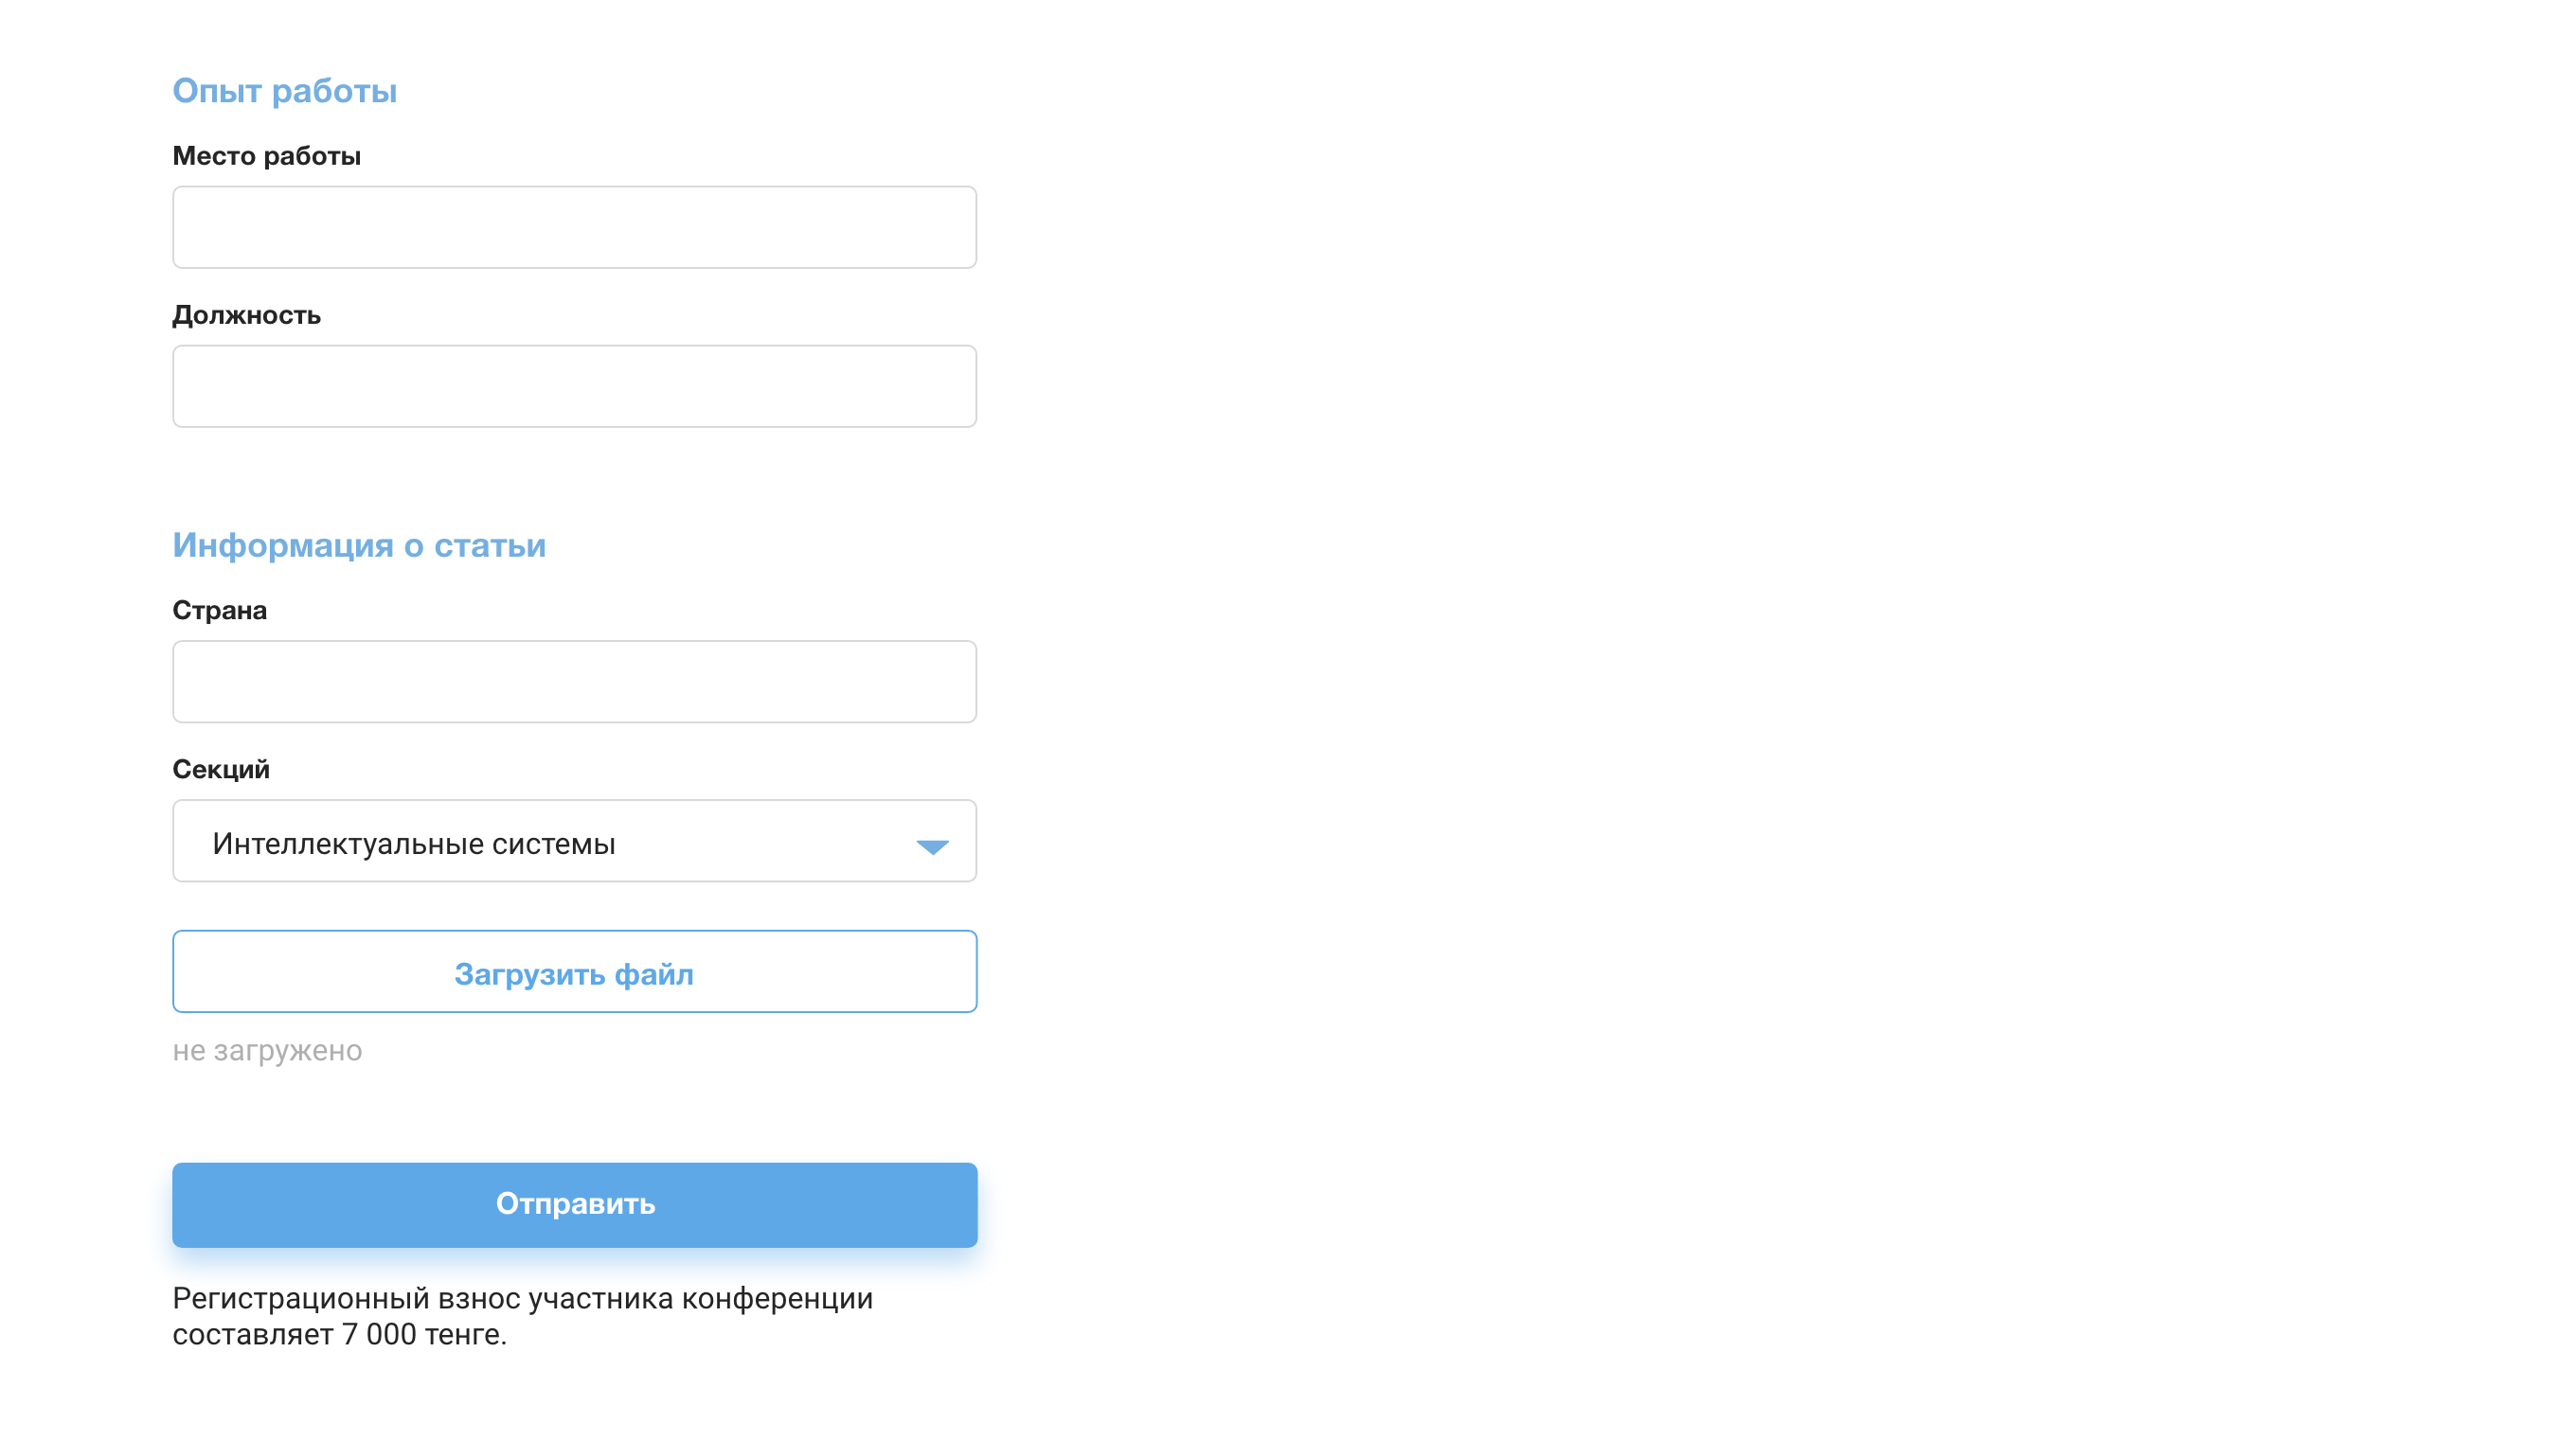 Опыт работы
Место работы
Должность
Информация о статьи
Страна
Секций
Интеллектуальные системы
Загрузить файл
не загружено
Отправить
Регистрационный взнос участника конференции
составляет 7 000 тенге.